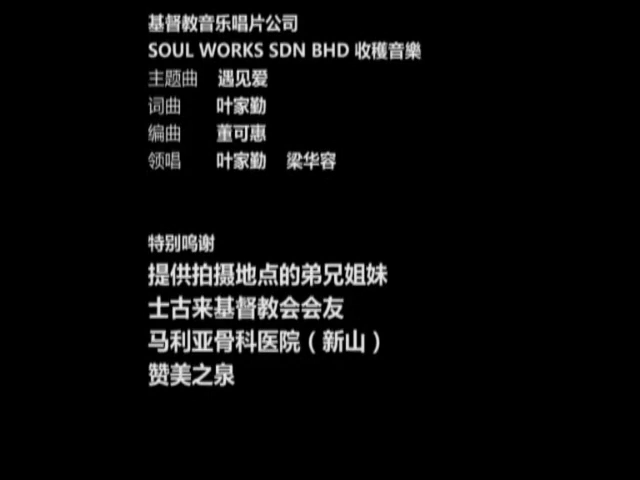 基督教音乐唱片公司
SOUL WORKS SDN BHD 收穫音樂
主题曲 遇见爱
词曲 叶家勤
编曲 董可惠
领唱 叶家勤 梁华容
特别鸣谢
提供拍摄地点的弟兄姐妹
士古来基督教会会友
马利亚骨科医院（新山）
赞美之泉